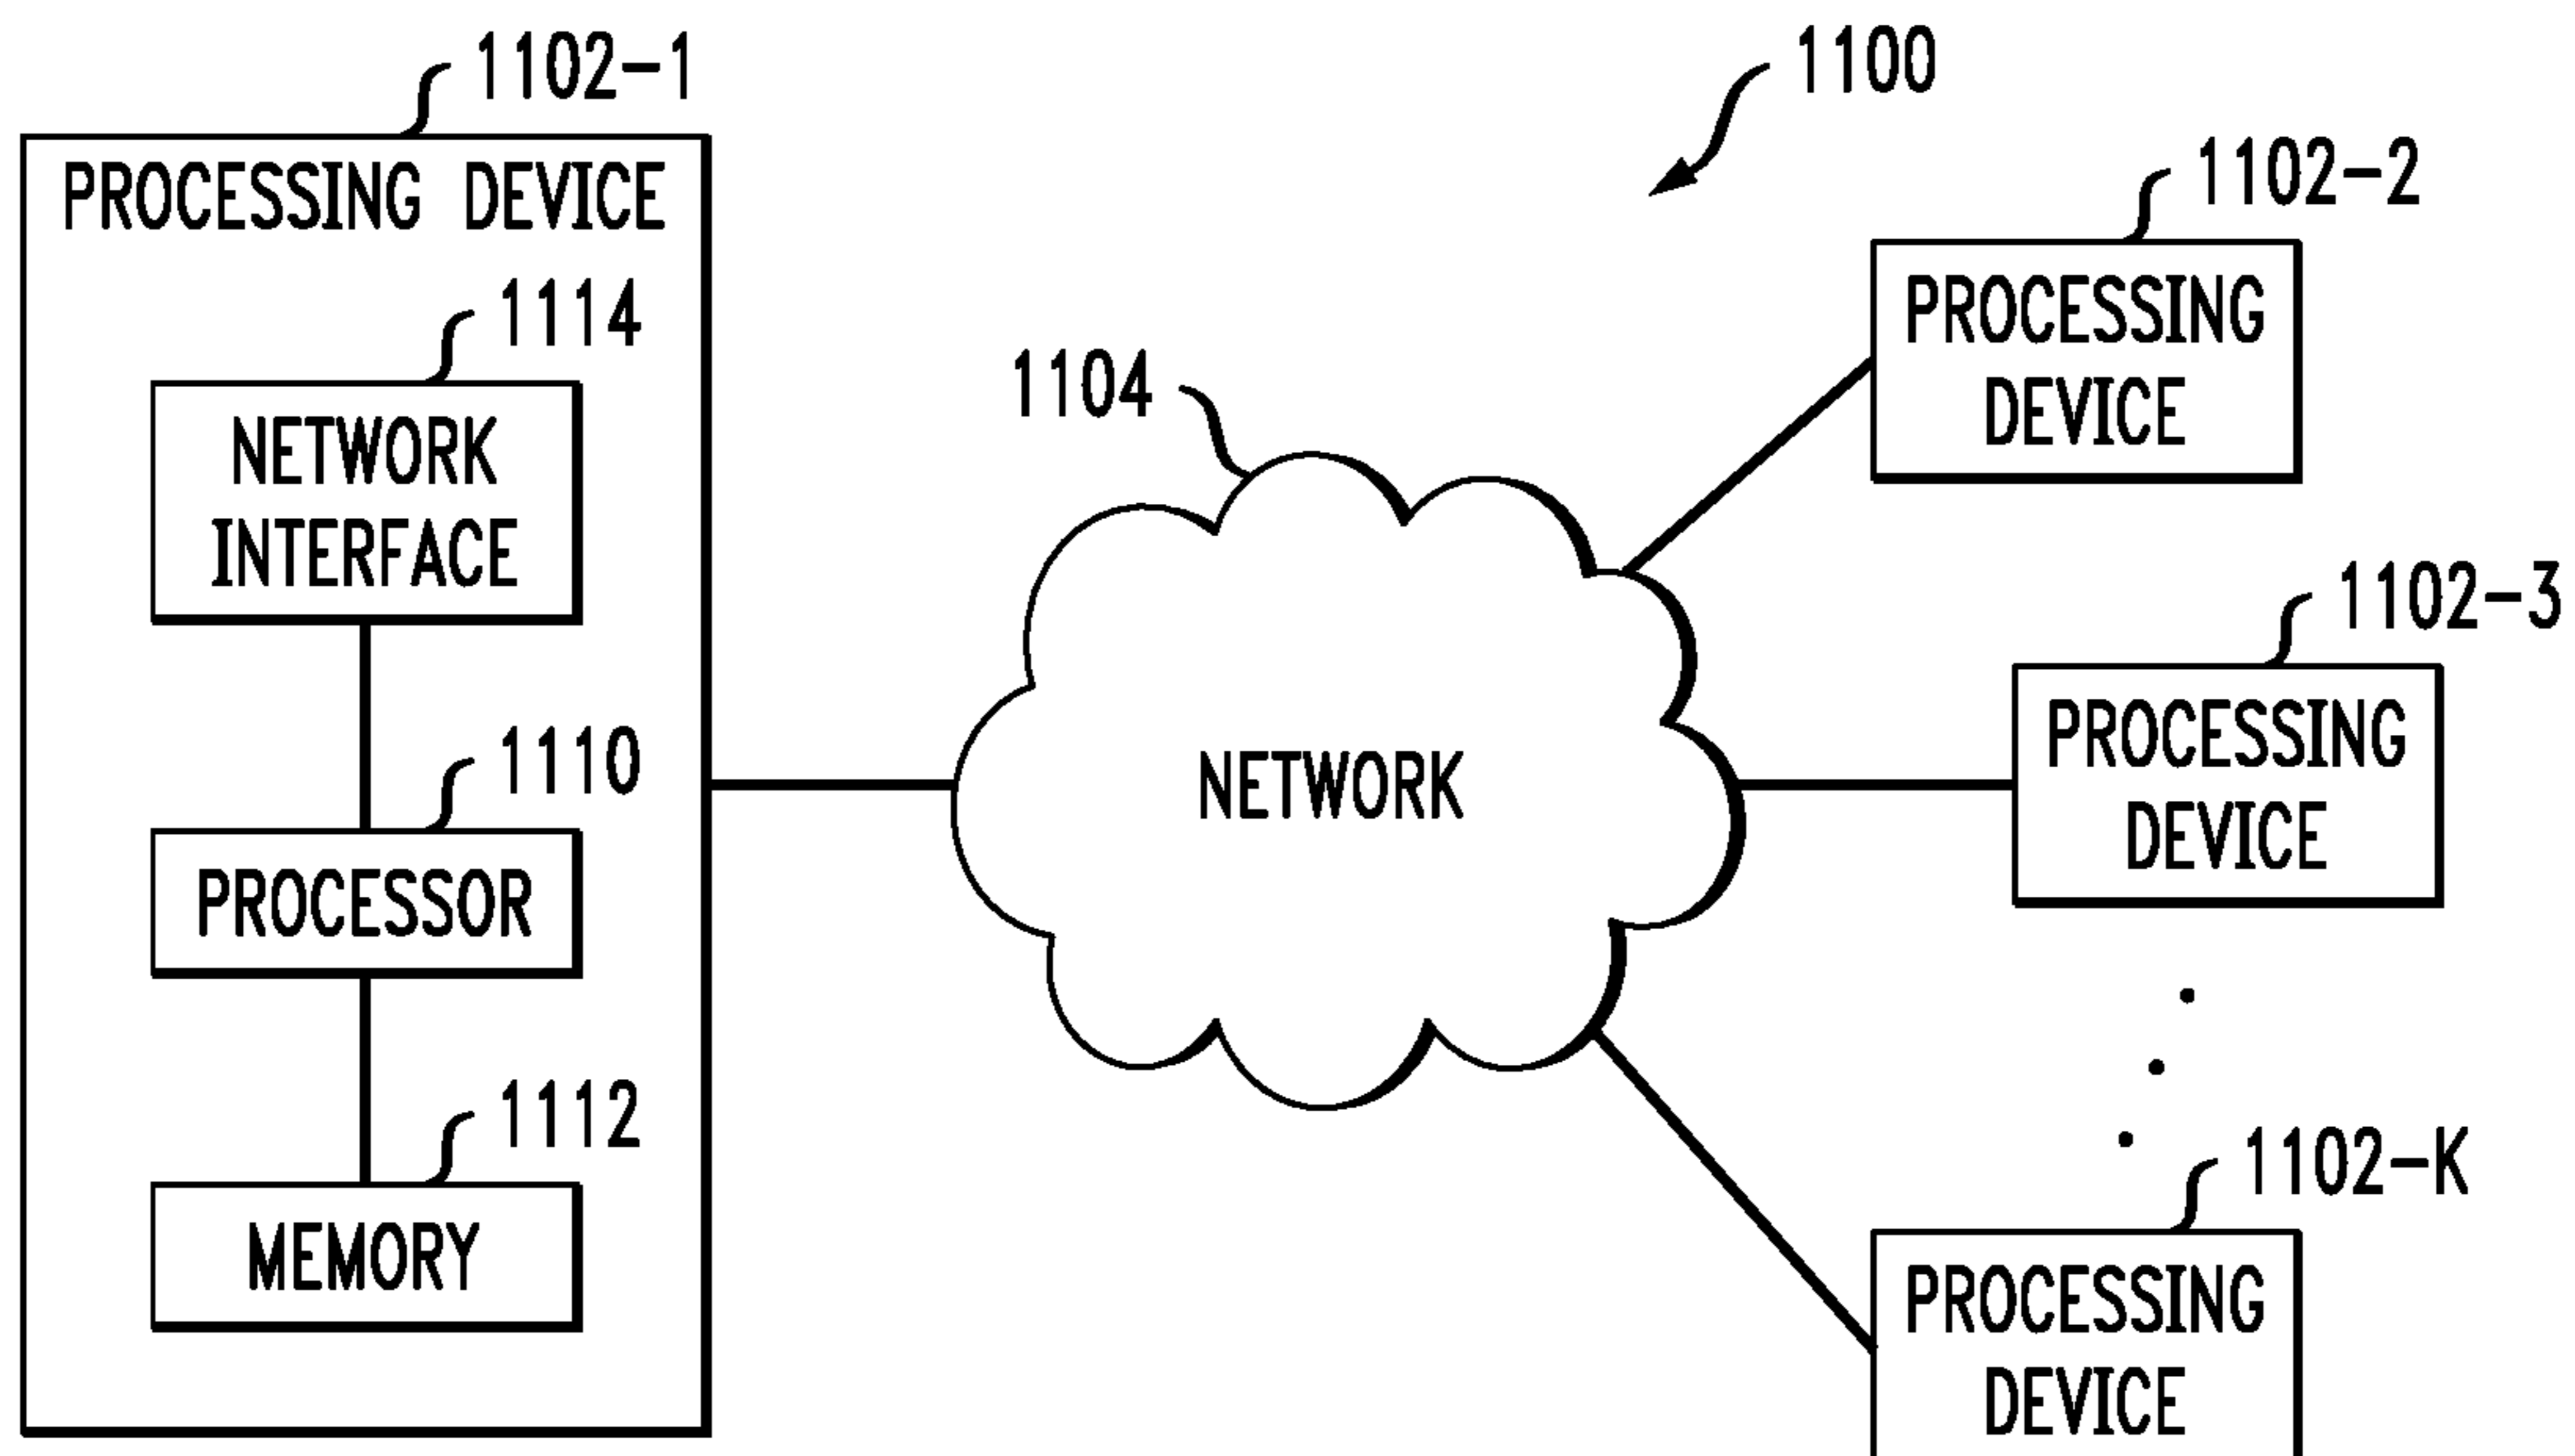 1102-1
PROCESSING DEVICE
1114
NETWORK
INTERFACE
1110
PROCESSOR
1112
MEMORY
1104
NETWORK
1100
1102-2
PROCESSING
DEVICE
1102-3
PROCESSING
DEVICE
1102-K
PROCESSING
DEVICE